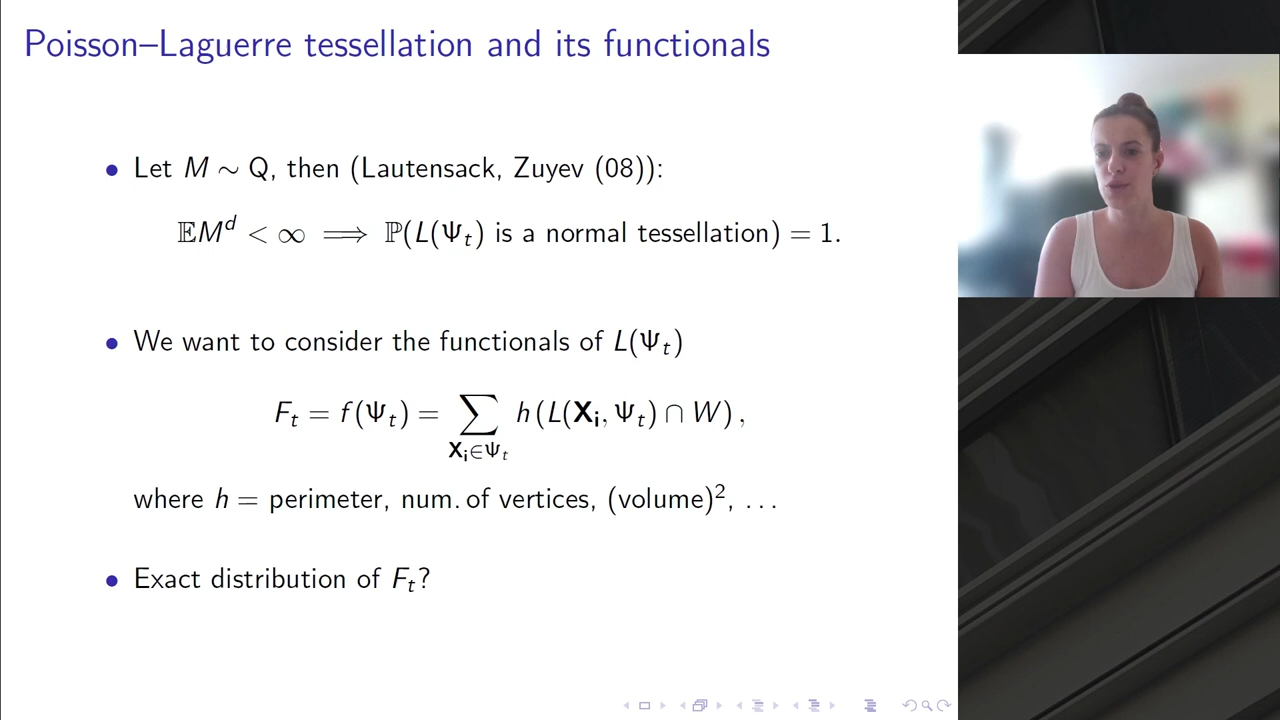 Poisson–Laguerre tessellation and its functionals
• Let M ∼ Q, then (Lautensack, Zuyev (08)):
𝔼M^d < ∞ ⟹ ℙ(L(Ψ_t) is a normal tessellation) = 1.
• We want to consider the functionals of L(Ψ_t)
F_t = f(Ψ_t) = ∑_{X_i∈Ψ_t} h(L(X_i, Ψ_t) ∩ W),
where h = perimeter, num. of vertices, (volume)², …
• Exact distribution of F_t?